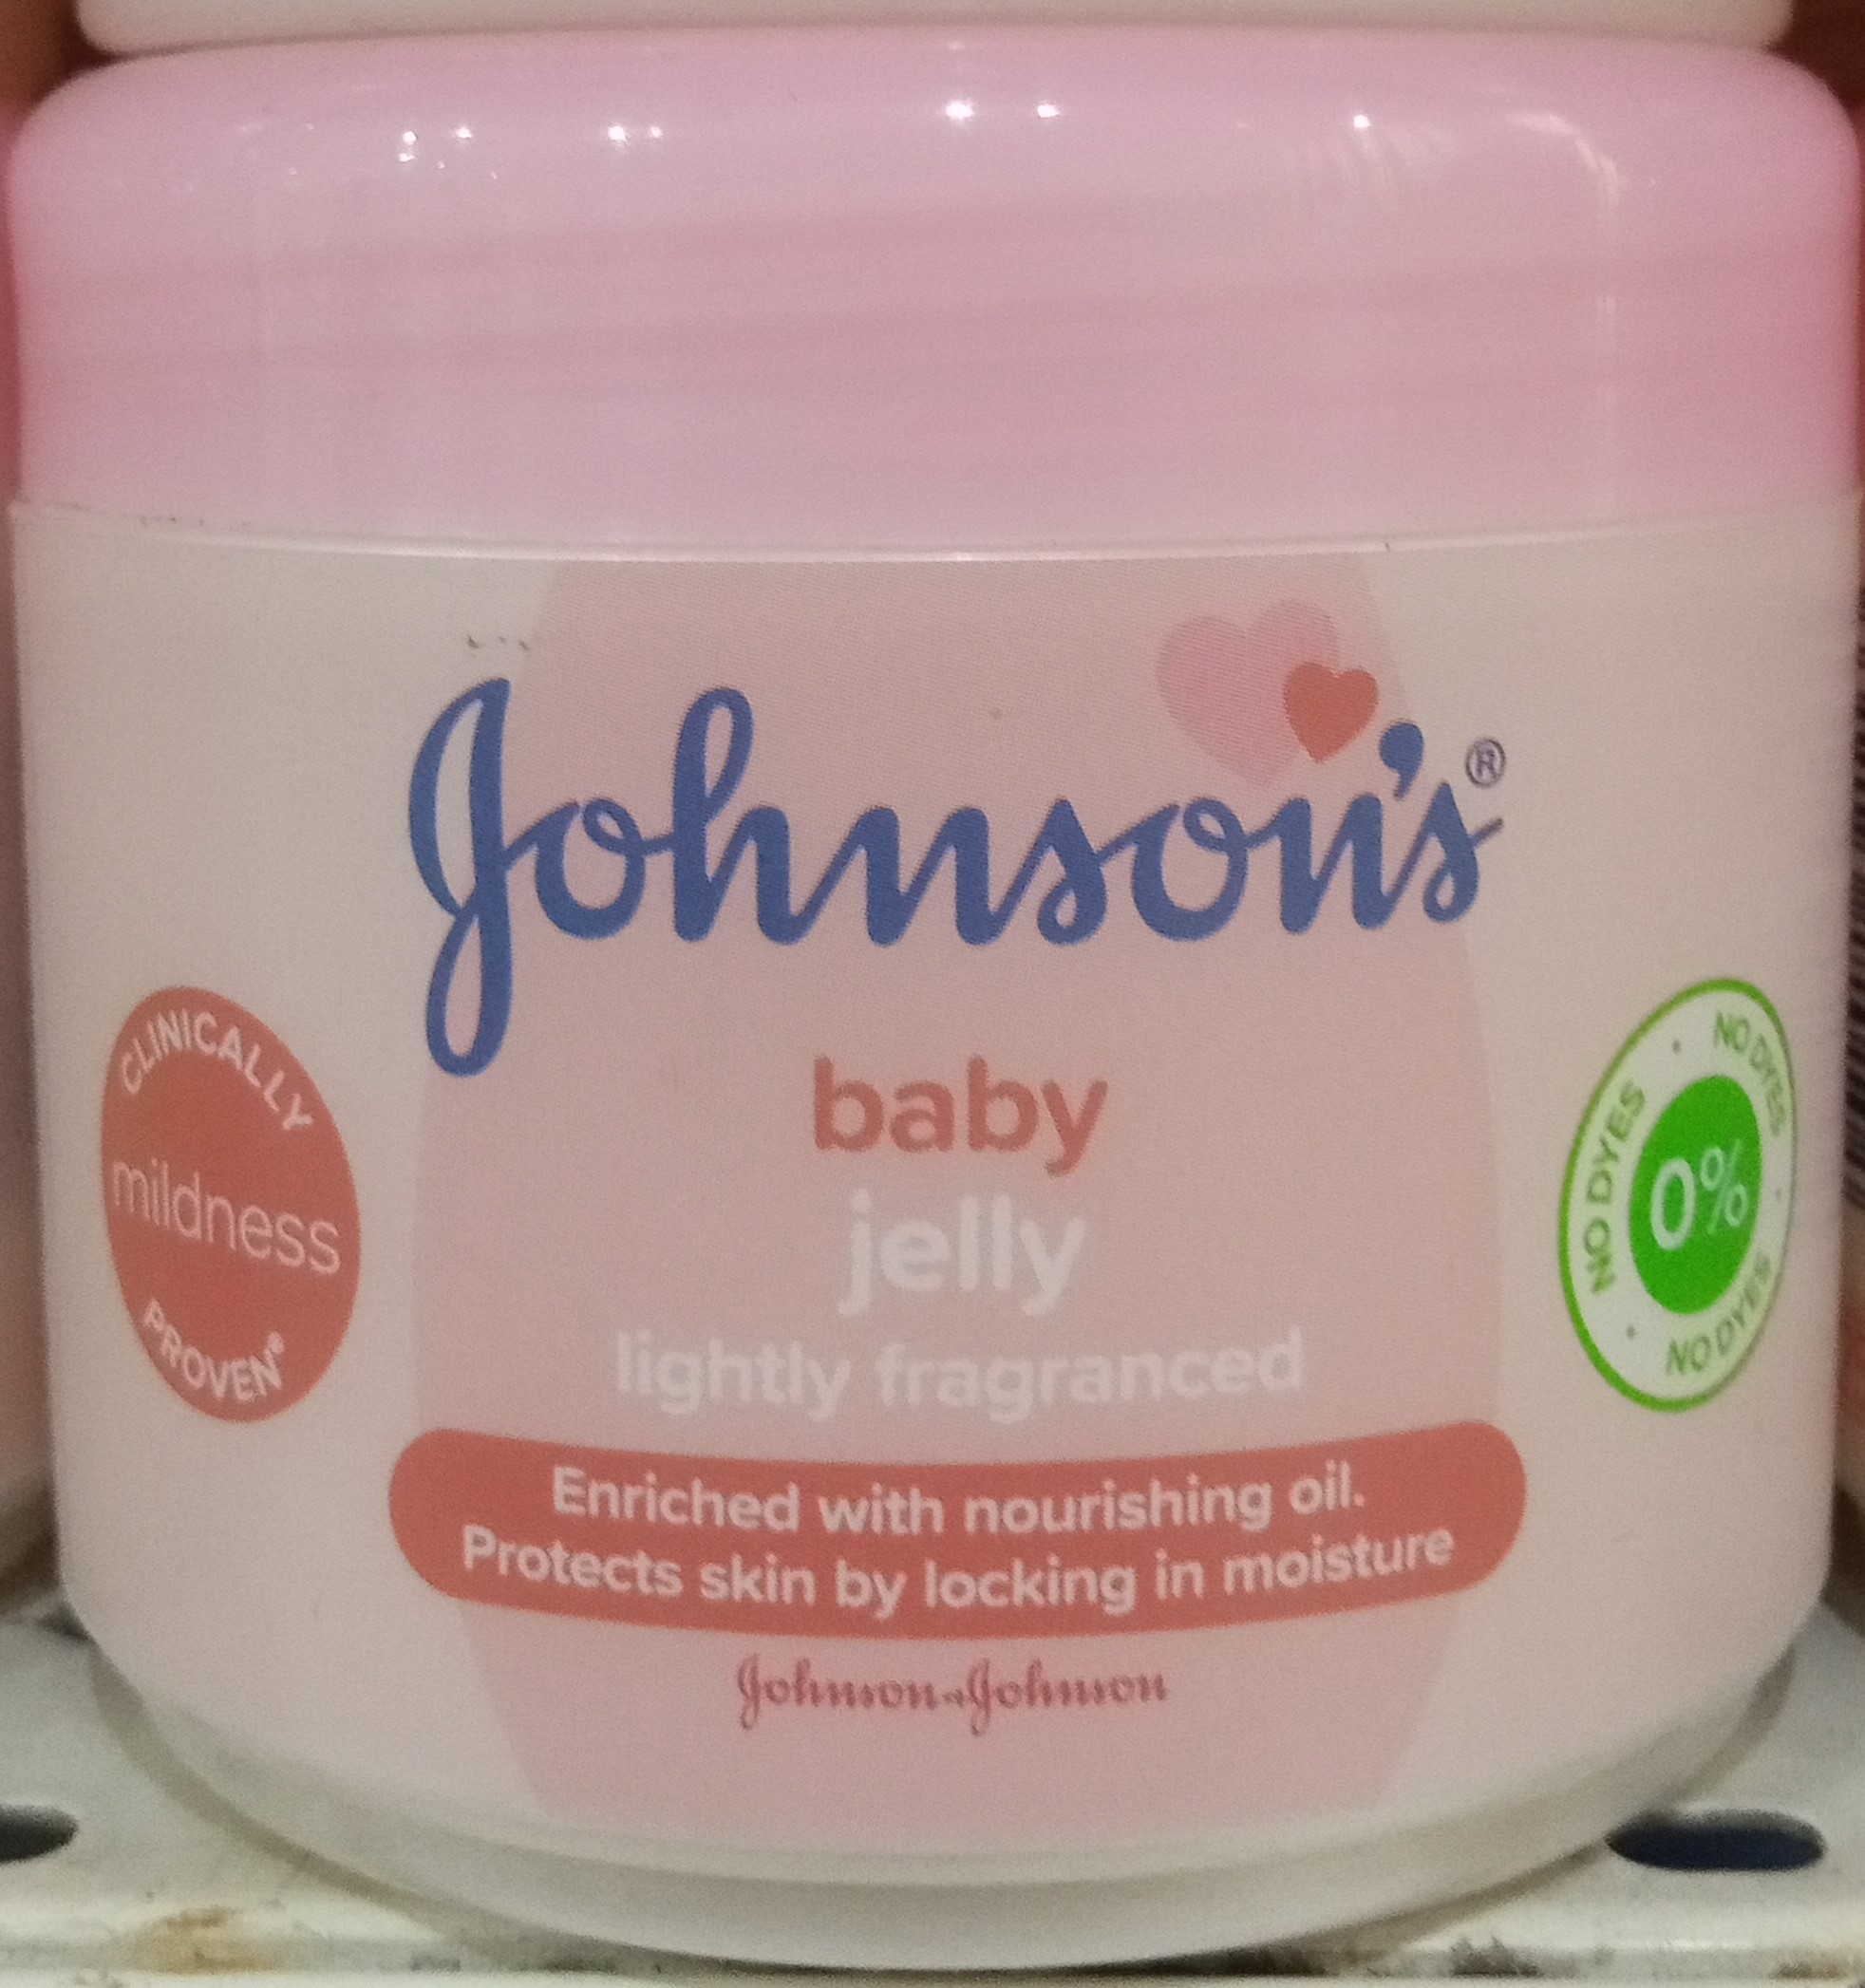 Johnson's®
baby
jelly
lightly fragranced
CLINICALLY
mildness
PROVEN®
NO DYES · NO DYES · NO DYES ·
0%
Enriched with nourishing oil.
Protects skin by locking in moisture
Johnson & Johnson